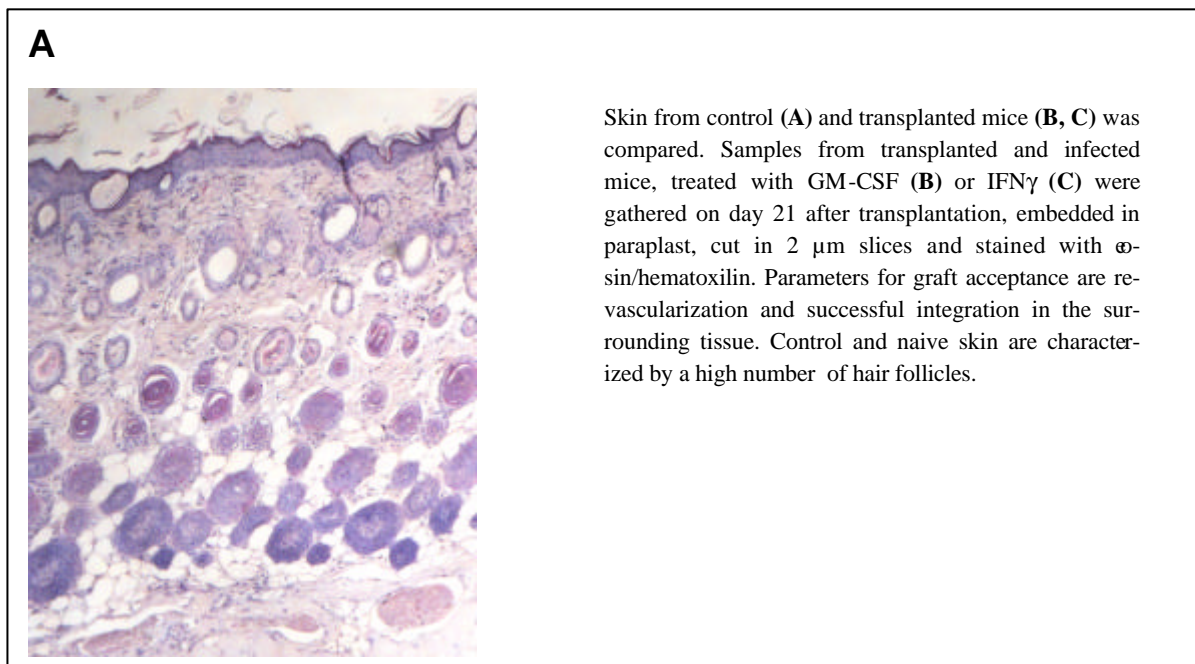 A
Skin from control (A) and transplanted mice (B, C) was
compared. Samples from transplanted and infected
mice, treated with GM-CSF (B) or IFNγ (C) were
gathered on day 21 after transplantation, embedded in
paraplast, cut in 2 µm slices and stained with eo-
sin/hematoxilin. Parameters for graft acceptance are re-
vascularization and successful integration in the sur-
rounding tissue. Control and naive skin are character-
ized by a high number of hair follicles.